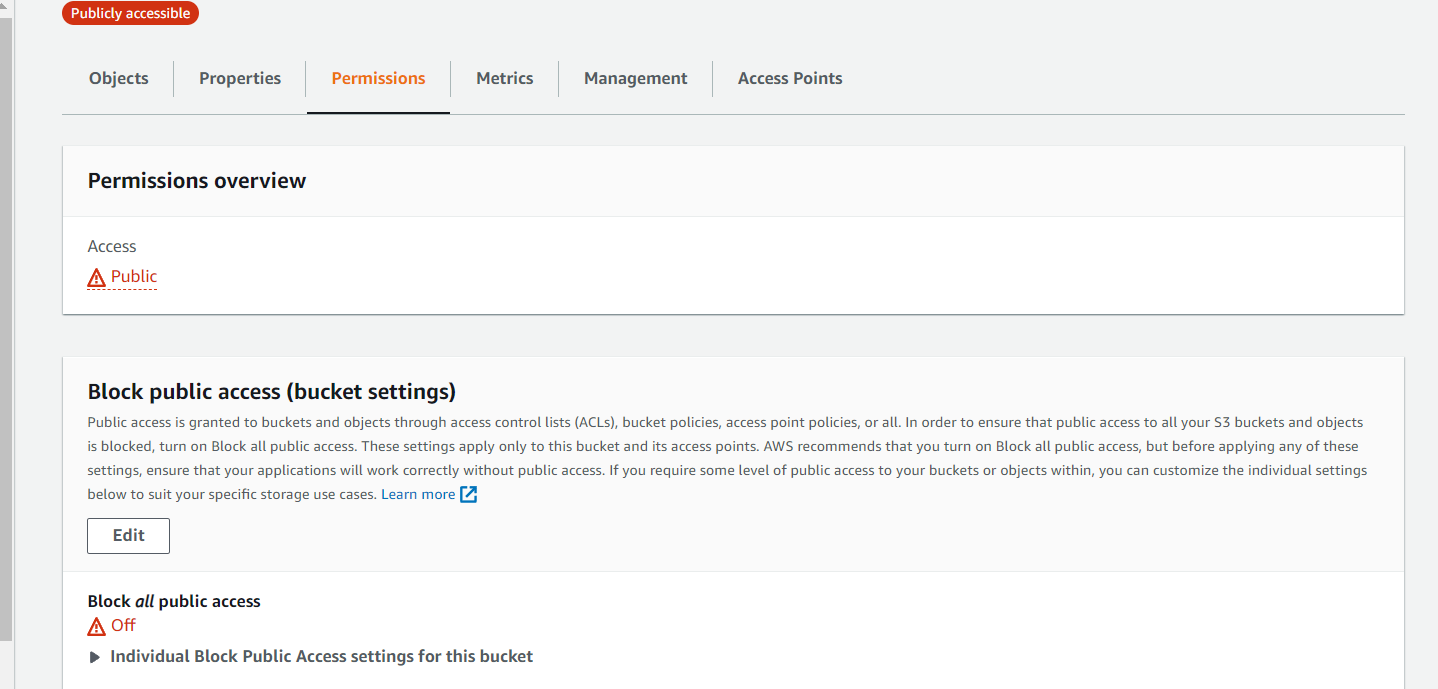 Publicly accessible
Objects
Properties
Permissions
Metrics
Management
Access Points
Permissions overview
Access
Public
Block public access (bucket settings)
Public access is granted to buckets and objects through access control lists (ACLs), bucket policies, access point policies, or all. In order to ensure that public access to all your S3 buckets and objects
is blocked, turn on Block all public access. These settings apply only to this bucket and its access points. AWS recommends that you turn on Block all public access, but before applying any of these
settings, ensure that your applications will work correctly without public access. If you require some level of public access to your buckets or objects within, you can customize the individual settings
below to suit your specific storage use cases. Learn more
Edit
Block all public access
Off
Individual Block Public Access settings for this bucket